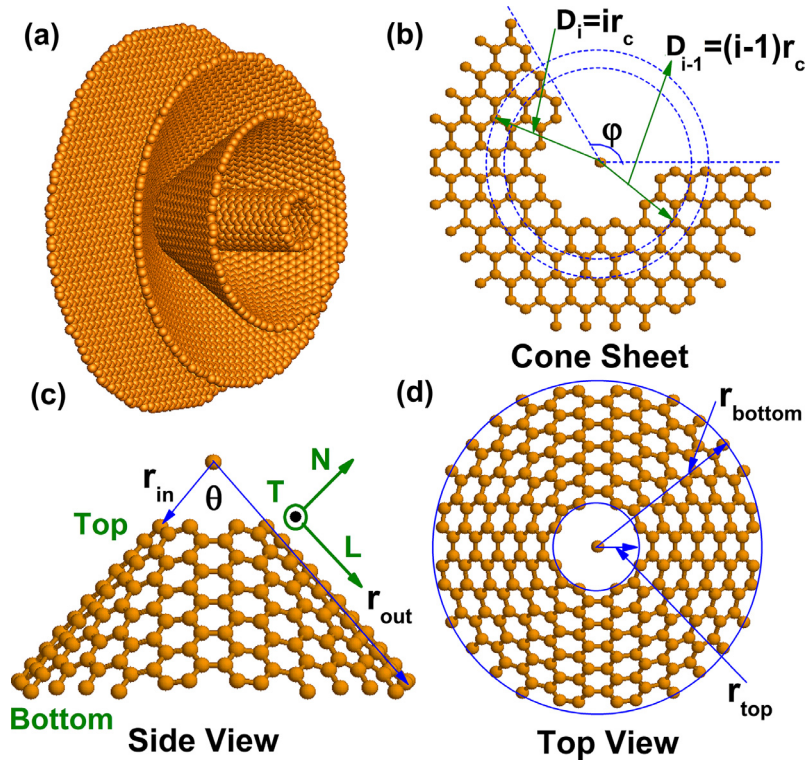 (a)
(b)
D_i=ir_c
D_{i-1}=(i-1)r_c
φ
Cone Sheet
(c)
r_in
θ
N
T
L
Top
r_out
Bottom
Side View
(d)
r_bottom
r_top
Top View